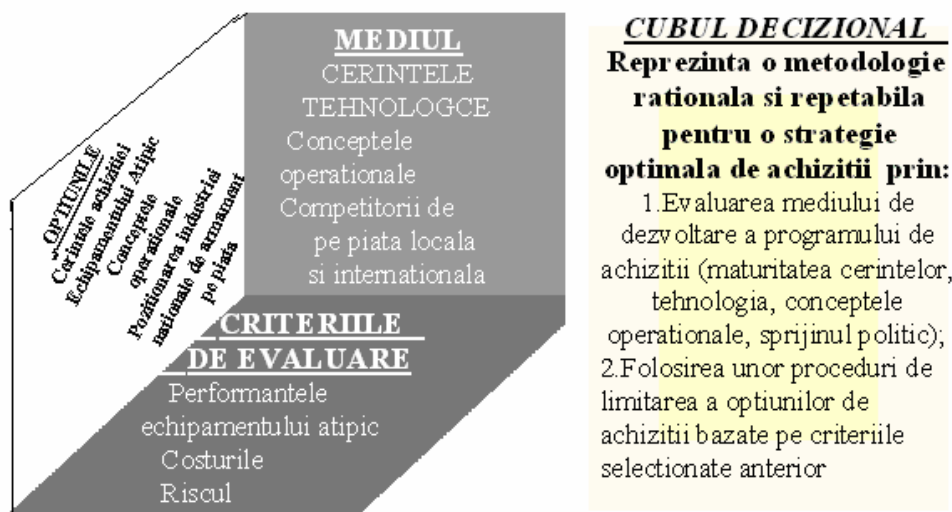 OPTIUNILE
Cerintele achizitiei
Echipamentului Atipic
Conceptele
operationale
Pozitionarea industriei
nationale de armament
pe piata
MEDIUL
CERINTELE
TEHNOLOGCE
Conceptele
operationale
Competitorii de
pe piata locala
si internationala
CRITERIILE
DE EVALUARE
Performantele
echipamentului atipic
Costurile
Riscul
CUBUL DECIZIONAL
Reprezinta o metodologie
rationala si repetabila
pentru o strategie
optimala de achizitii prin:
1.Evaluarea mediului de
dezvoltare a programului de
achizitii (maturitatea cerintelor,
tehnologia, conceptele
operationale, sprijinul politic);
2.Folosirea unor proceduri de
limitarea a optiunilor de
achizitii bazate pe criteriile
selectionate anterior